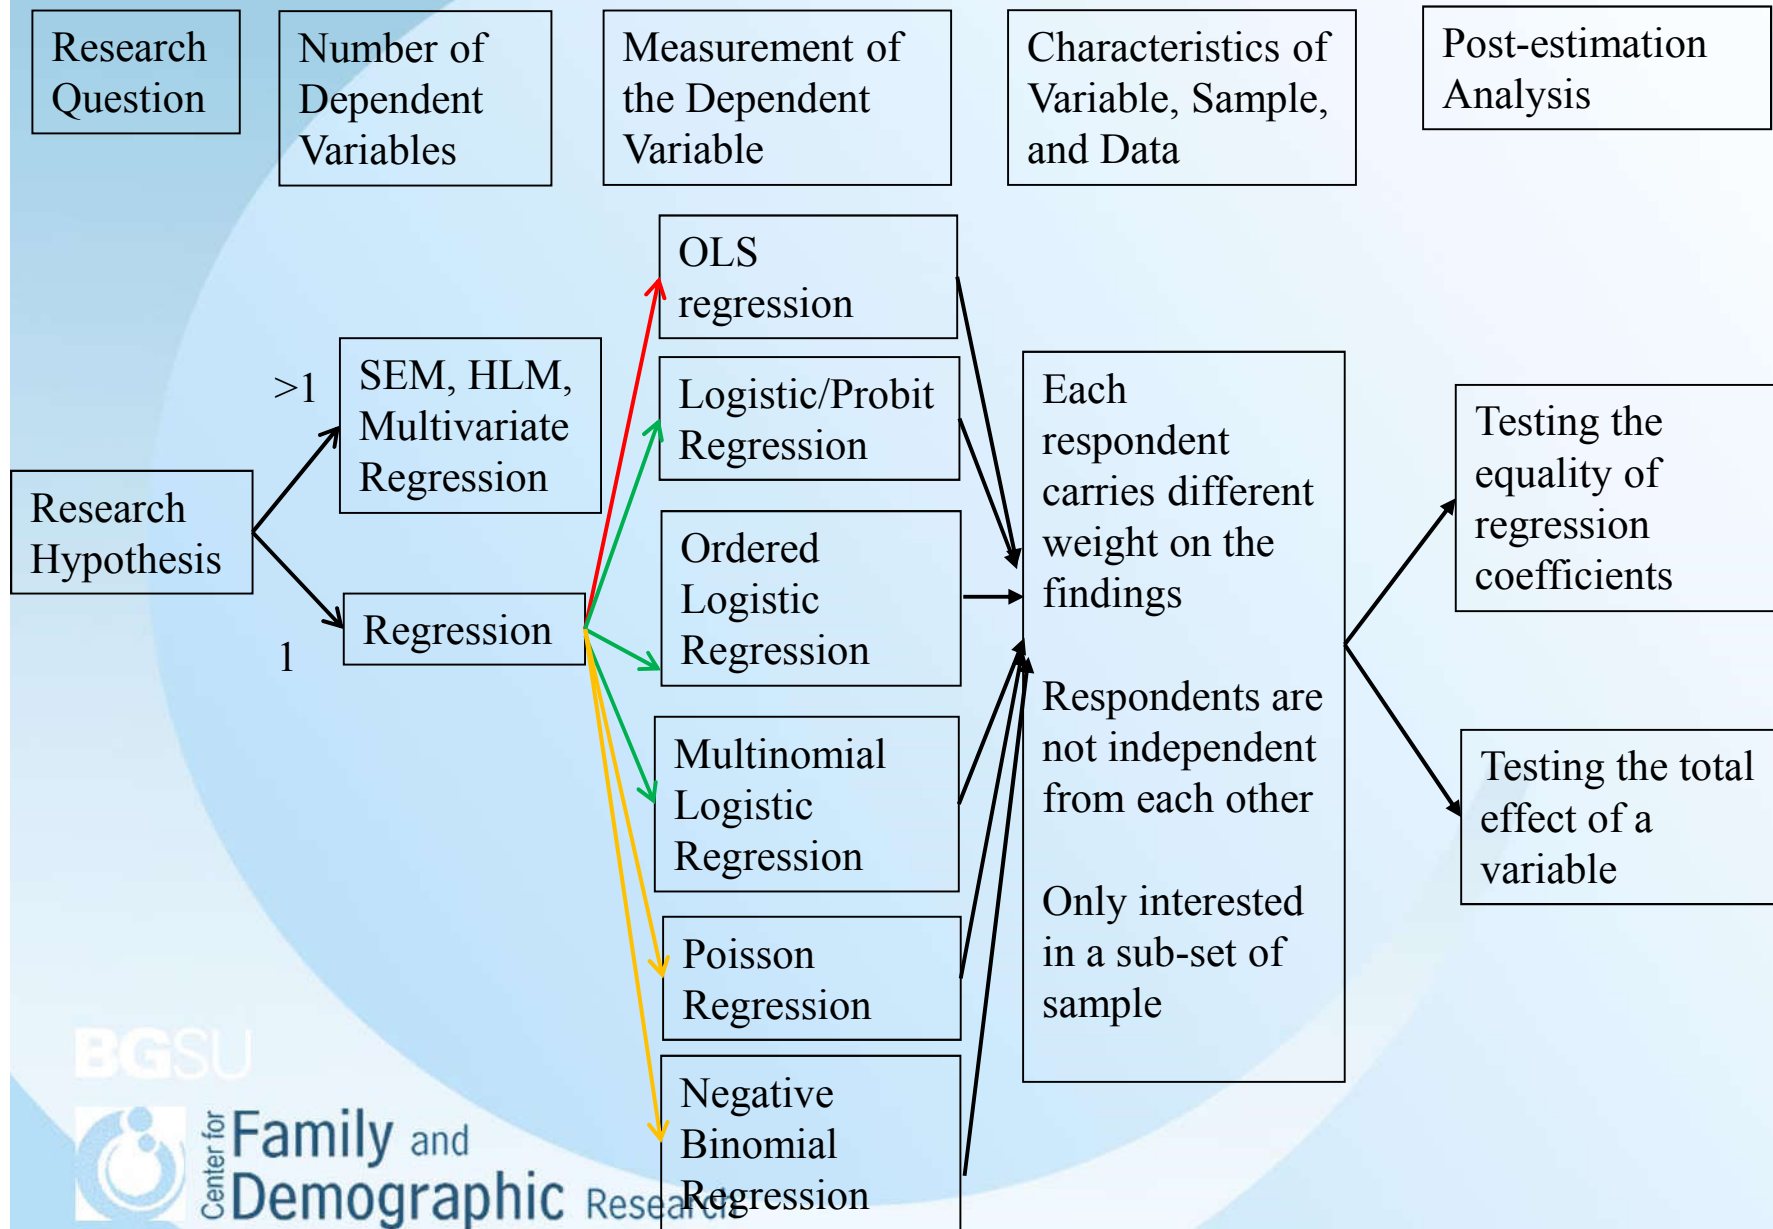 Research
Question
Number of
Dependent
Variables
Measurement of
the Dependent
Variable
Characteristics of
Variable, Sample,
and Data
Post-estimation
Analysis
Research
Hypothesis
>1
1
SEM, HLM,
Multivariate
Regression
Regression
OLS
regression
Logistic/Probit
Regression
Ordered
Logistic
Regression
Multinomial
Logistic
Regression
Poisson
Regression
Negative
Binomial
Regression
Each
respondent
carries different
weight on the
findings
Respondents are
not independent
from each other
Only interested
in a sub-set of
sample
Testing the
equality of
regression
coefficients
Testing the total
effect of a
variable
BGSU
Center for
Family and
Demographic Research